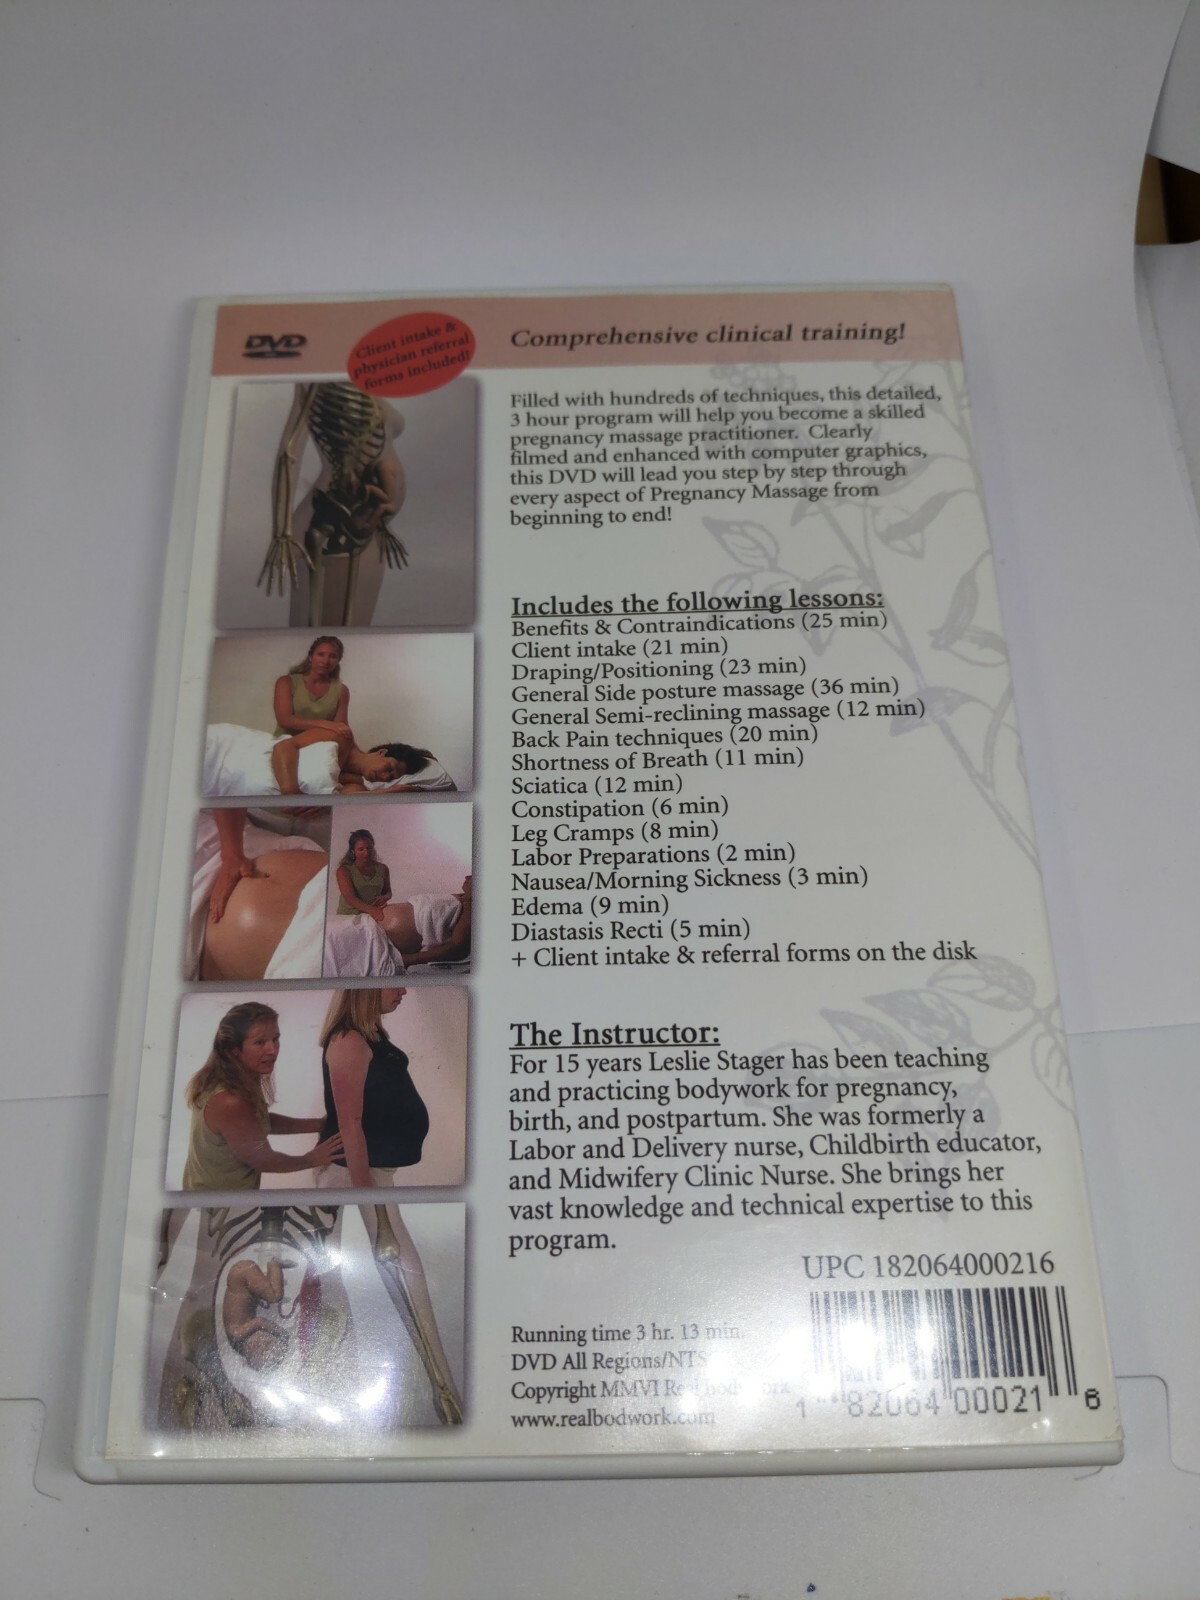 DVD
Client intake &
physician referral
forms included!
Comprehensive clinical training!
Filled with hundreds of techniques, this detailed,
3 hour program will help you become a skilled
pregnancy massage practitioner. Clearly
filmed and enhanced with computer graphics,
this DVD will lead you step by step through
every aspect of Pregnancy Massage from
beginning to end!
Includes the following lessons:
Benefits & Contraindications (25 min)
Client intake (21 min)
Draping/Positioning (23 min)
General Side posture massage (36 min)
General Semi-reclining massage (12 min)
Back Pain techniques (20 min)
Shortness of Breath (11 min)
Sciatica (12 min)
Constipation (6 min)
Leg Cramps (8 min)
Labor Preparations (2 min)
Nausea/Morning Sickness (3 min)
Edema (9 min)
Diastasis Recti (5 min)
+ Client intake & referral forms on the disk
The Instructor:
For 15 years Leslie Stager has been teaching
and practicing bodywork for pregnancy,
birth, and postpartum. She was formerly a
Labor and Delivery nurse, Childbirth educator,
and Midwifery Clinic Nurse. She brings her
vast knowledge and technical expertise to this
program.
UPC 182064000216
Running time 3 hr. 13 min.
DVD All Regions/NTS
Copyright MMVI Real bodywork
www.realbodwork.com
1 82064 00021 6